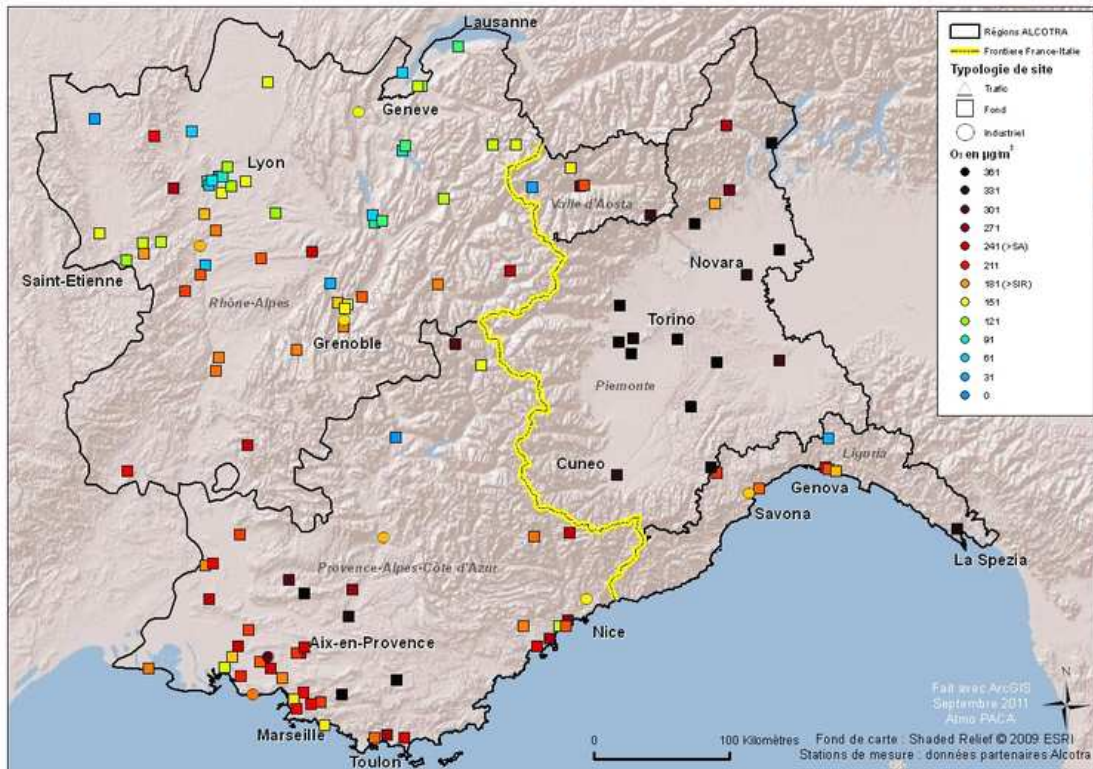 Lausanne
Geneve
Lyon
Valle d'Aosta
Novara
Saint-Etienne
Rhône-Alpes
Torino
Grenoble
Piemonte
Cuneo
Liguria
Genova
Savona
La Spezia
Provence-Alpes-Côte d'Azur
Nice
Aix-en-Provence
Marseille
Toulon
Régions ALCOTRA
Frontiere France-Italie
Typologie de site
Trafic
Fond
Industriel
O₃ en µg/m³
361
331
301
271
241 (>SA)
211
181 (>SIR)
151
121
91
61
31
0
N
Fait avec ArcGIS
Septembre 2011
Atmo PACA
0 100 Kilomètres
Fond de carte : Shaded Relief © 2009 ESRI
Stations de mesure : données partenaires Alcotra